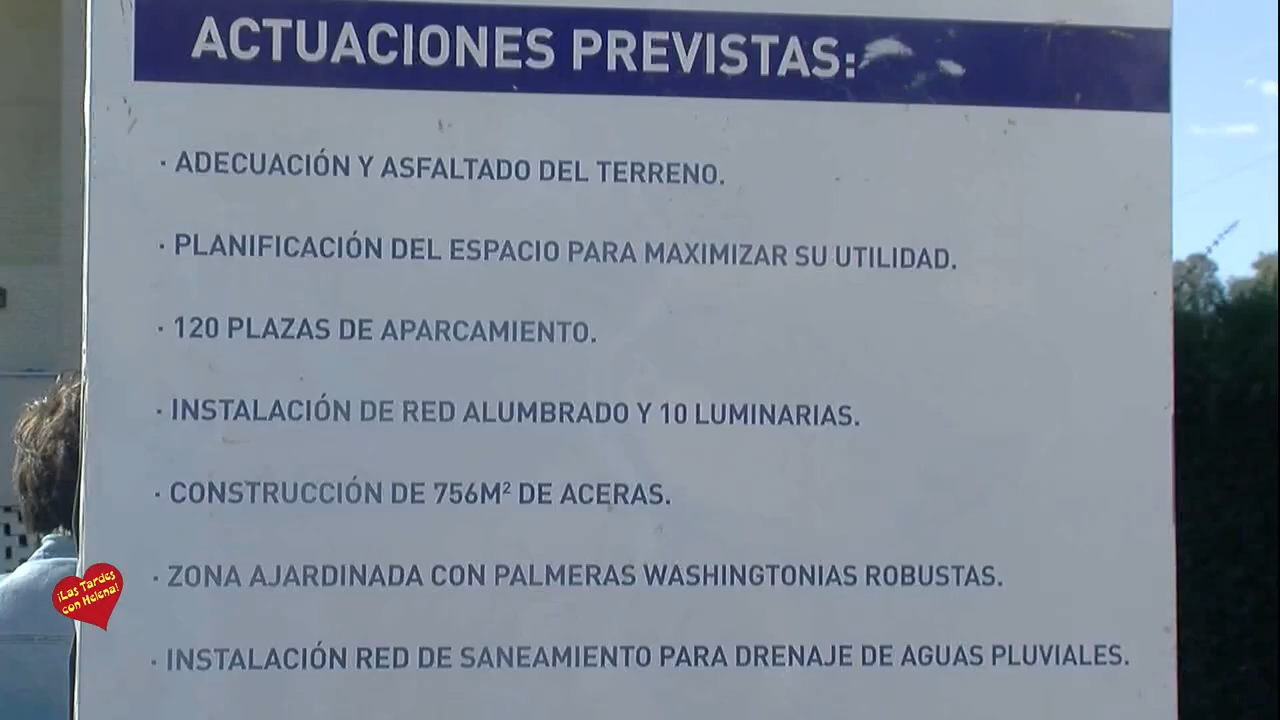 ACTUACIONES PREVISTAS:
· ADECUACIÓN Y ASFALTADO DEL TERRENO.
· PLANIFICACIÓN DEL ESPACIO PARA MAXIMIZAR SU UTILIDAD.
· 120 PLAZAS DE APARCAMIENTO.
· INSTALACIÓN DE RED ALUMBRADO Y 10 LUMINARIAS.
· CONSTRUCCIÓN DE 756M² DE ACERAS.
· ZONA AJARDINADA CON PALMERAS WASHINGTONIAS ROBUSTAS.
· INSTALACIÓN RED DE SANEAMIENTO PARA DRENAJE DE AGUAS PLUVIALES.
¡Las Tardes
con Helena!